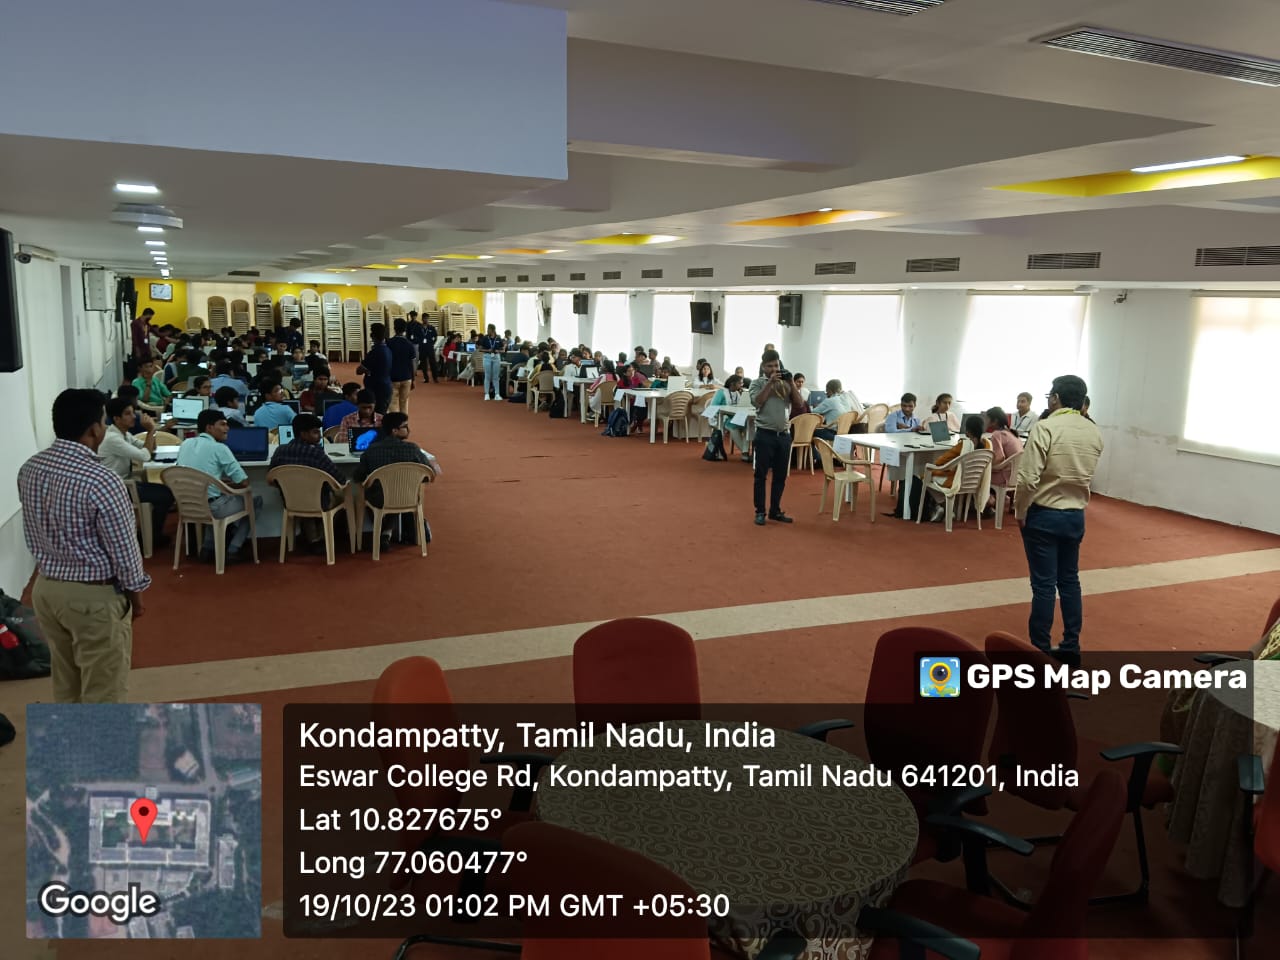 GPS Map Camera
Kondampatty, Tamil Nadu, India
Eswar College Rd, Kondampatty, Tamil Nadu 641201, India
Lat 10.827675°
Long 77.060477°
19/10/23 01:02 PM GMT +05:30
Google